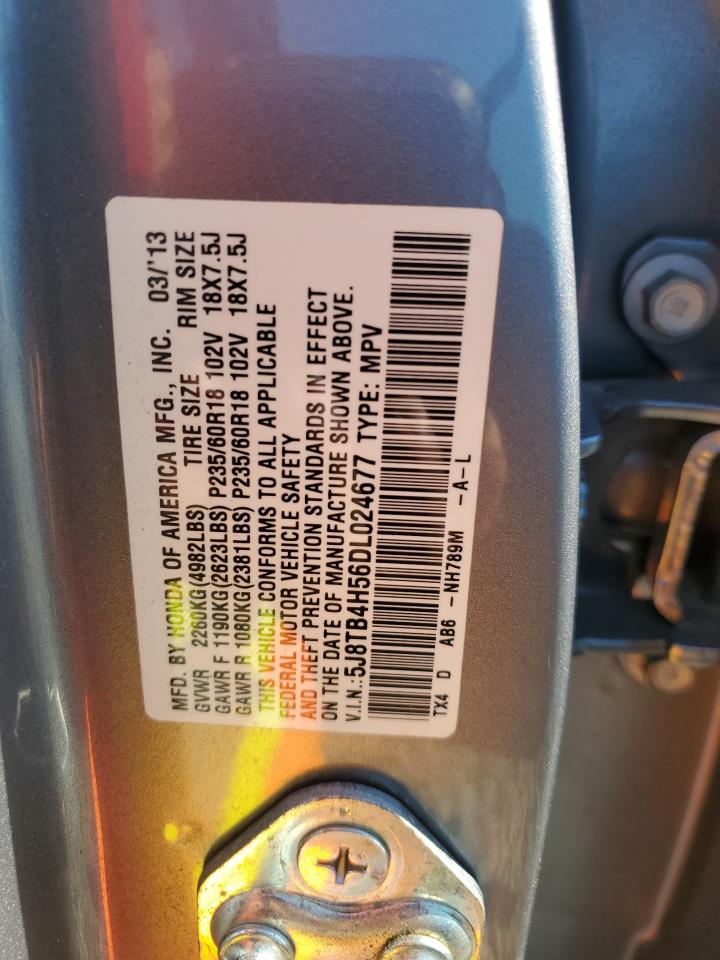 MFD. BY HONDA OF AMERICA MFG., INC. 03/'13
GVWR 2260KG(4982LBS) TIRE SIZE RIM SIZE
GAWR F 1190KG(2623LBS) P235/60R18 102V 18X7.5J
GAWR R 1080KG(2381LBS) P235/60R18 102V 18X7.5J
THIS VEHICLE CONFORMS TO ALL APPLICABLE
FEDERAL MOTOR VEHICLE SAFETY
AND THEFT PREVENTION STANDARDS IN EFFECT
ON THE DATE OF MANUFACTURE SHOWN ABOVE.
V.I.N.:5J8TB4H56DL024677 TYPE: MPV
TX4 D AB6 -NH789M -A-L